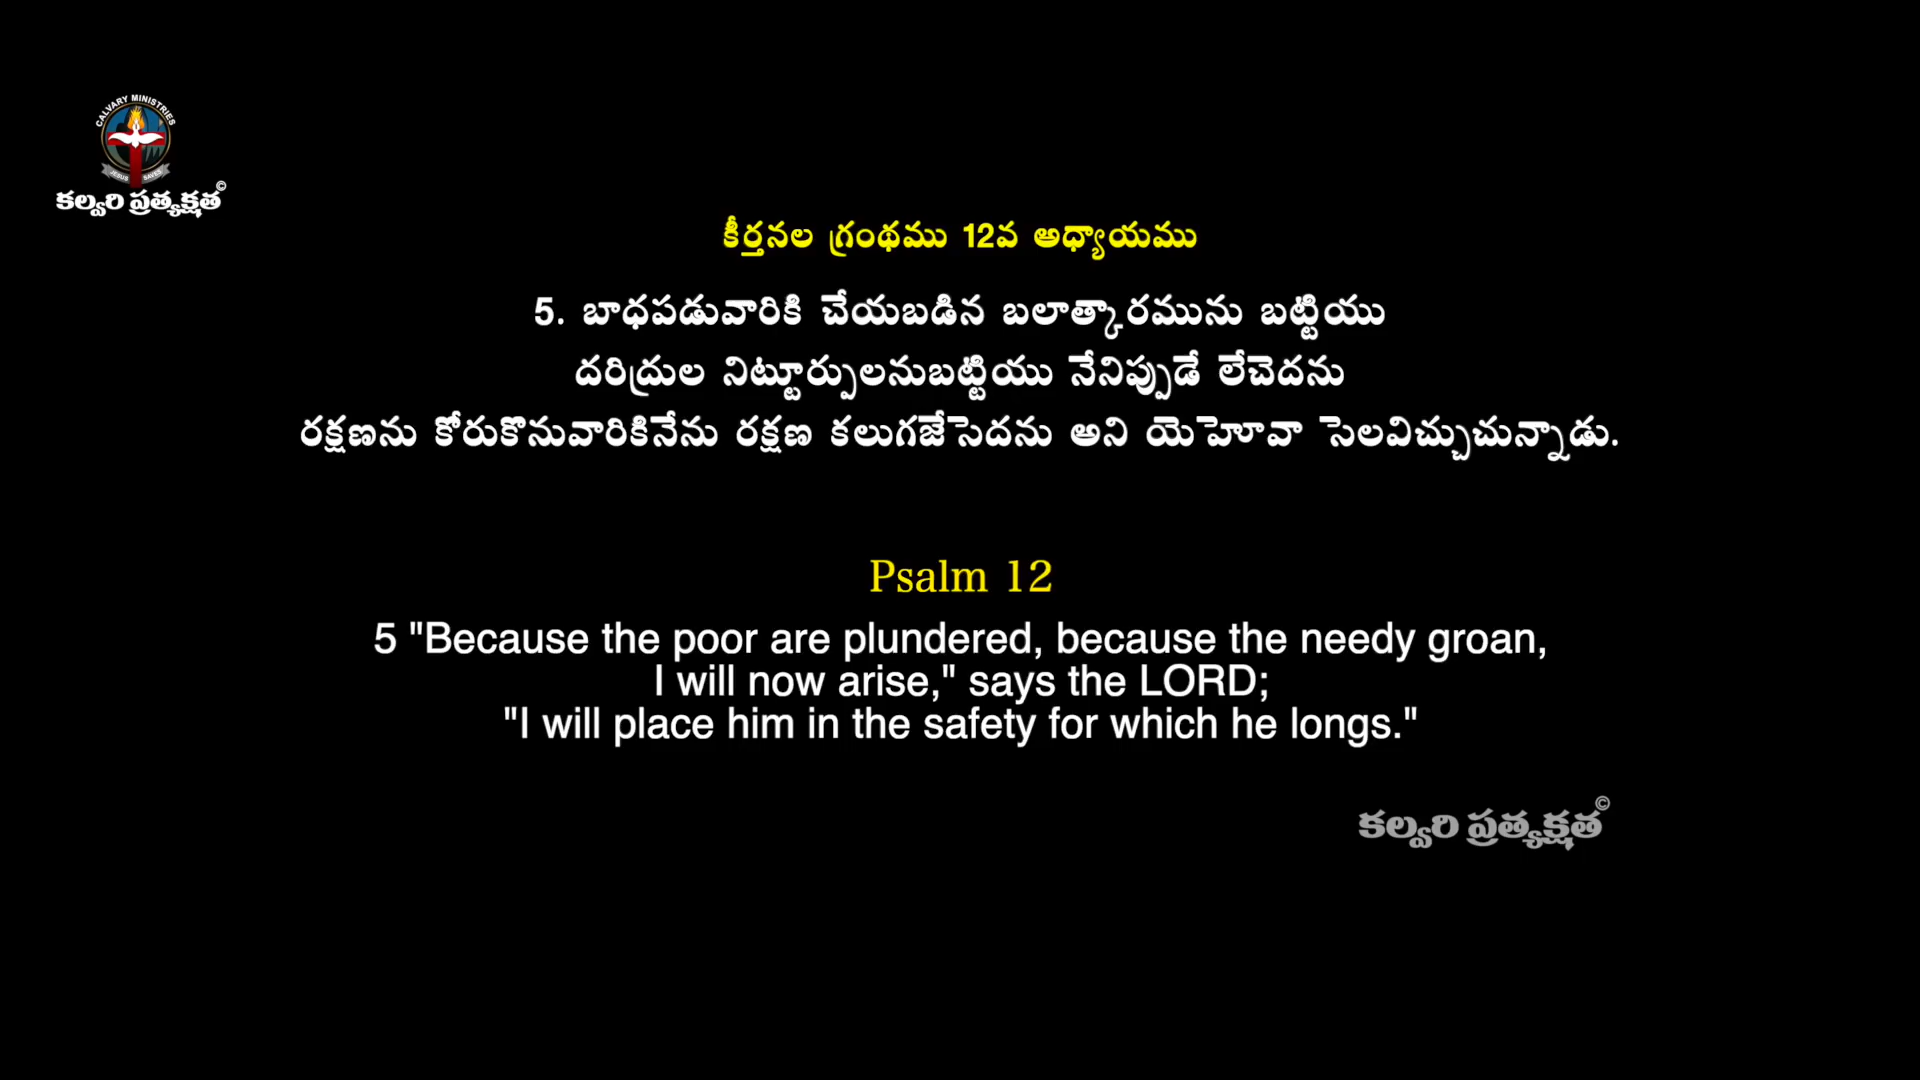 CALVARY MINISTRIES
JESUS SAVES
కల్వరి ప్రత్యక్షత©
కీర్తనల గ్రంథము 12వ అధ్యాయము
5. బాధపడువారికి చేయబడిన బలాత్కారమును బట్టియు
దరిద్రుల నిట్టూర్పులనుబట్టియు నేనిప్పుడే లేచెదను
రక్షణను కోరుకొనువారికినేను రక్షణ కలుగజేసెదను అని యెహోవా సెలవిచ్చుచున్నాడు.
Psalm 12
5 "Because the poor are plundered, because the needy groan,
I will now arise," says the LORD;
"I will place him in the safety for which he longs."
కల్వరి ప్రత్యక్షత©